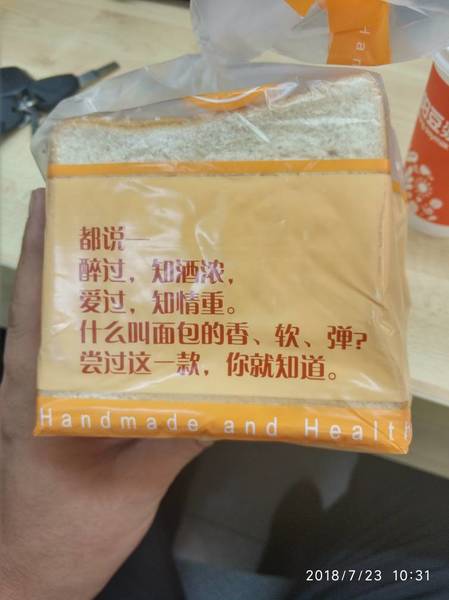 都说—
醉过，知酒浓，
爱过，知情重。
什么叫面包的香、软、弹？
尝过这一款，你就知道。
Handmade and Health
2018/7/23 10:31